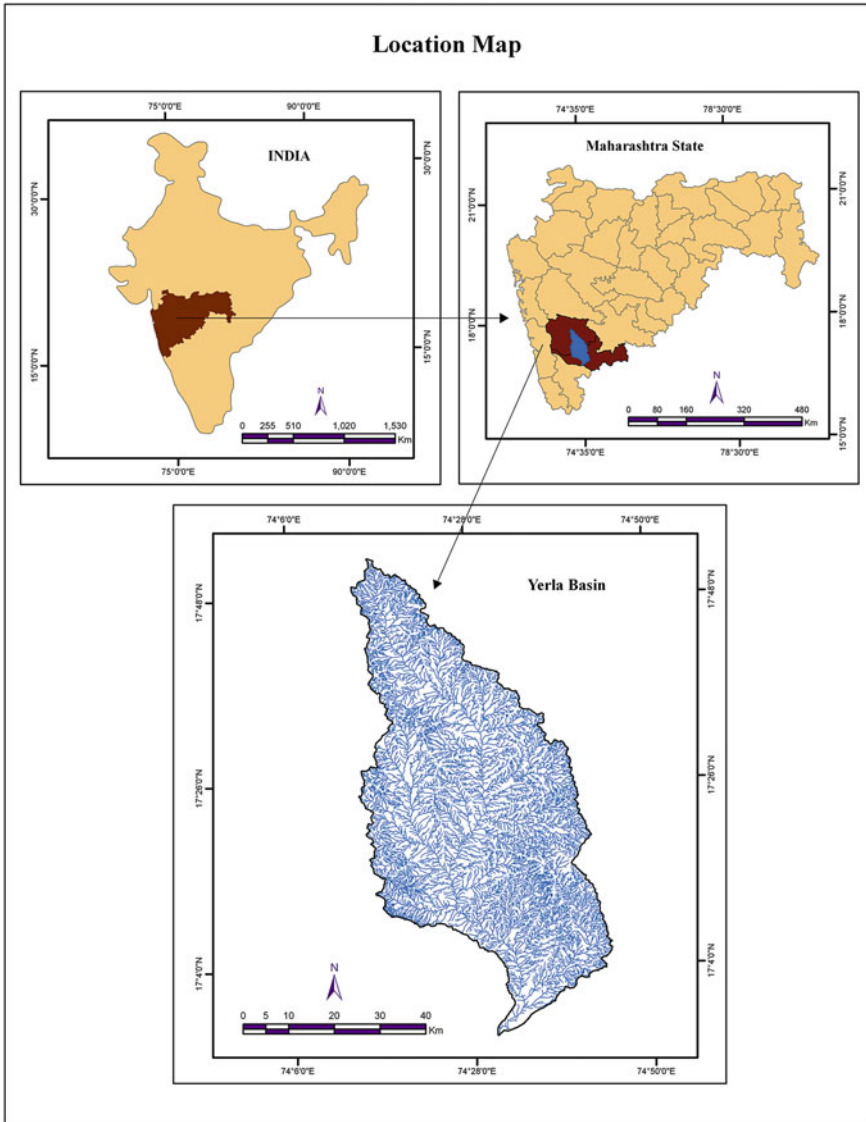 Location Map
75°0'0"E 90°0'0"E
INDIA
30°0'0"N 30°0'0"N
15°0'0"N 15°0'0"N
N
0 255 510 1,020 1,530
Km
75°0'0"E 90°0'0"E
74°35'0"E 78°30'0"E
Maharashtra State
21°0'0"N 21°0'0"N
18°0'0"N 18°0'0"N
15°0'0"N
N
0 80 160 320 480
Km
74°35'0"E 78°30'0"E
74°6'0"E 74°28'0"E 74°50'0"E
Yerla Basin
17°48'0"N 17°48'0"N
17°26'0"N 17°26'0"N
17°4'0"N 17°4'0"N
N
0 5 10 20 30 40
Km
74°6'0"E 74°28'0"E 74°50'0"E